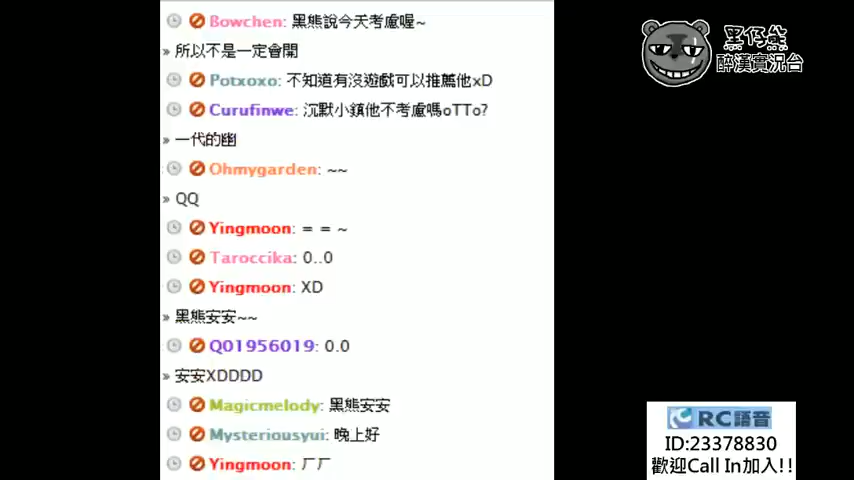 Bowchen: 黑熊說今天考慮喔~
» 所以不是一定會開
Potxoxo: 不知道有沒遊戲可以推薦他xD
Curufinwe: 沉默小鎮他不考慮嗎oTTo?
» 一代的幽
Ohmygarden: ~~
» QQ
Yingmoon: = = ~
Taroccika: 0..0
Yingmoon: XD
» 黑熊安安~~
Q01956019: 0.0
» 安安XDDDD
Magicmelody: 黑熊安安
Mysteriousyui: 晚上好
Yingmoon: ㄏㄏ
黑仔熊
醉漢實況台
RC語音
ID:23378830
歡迎Call In加入!!